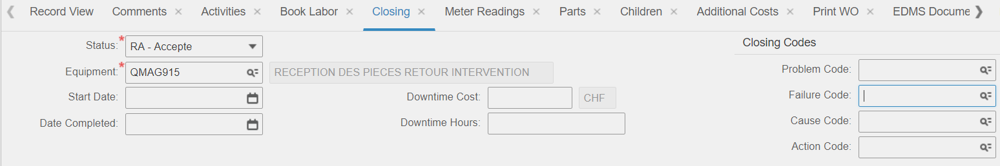 Record View Comments Activities Book Labor Closing Meter Readings Parts Children Additional Costs Print WO EDMS Docume
Status:* RA - Accepte
Equipment:* QMAG915 RECEPTION DES PIECES RETOUR INTERVENTION
Start Date: Downtime Cost: CHF
Date Completed: Downtime Hours:
Closing Codes
Problem Code:
Failure Code:
Cause Code:
Action Code: